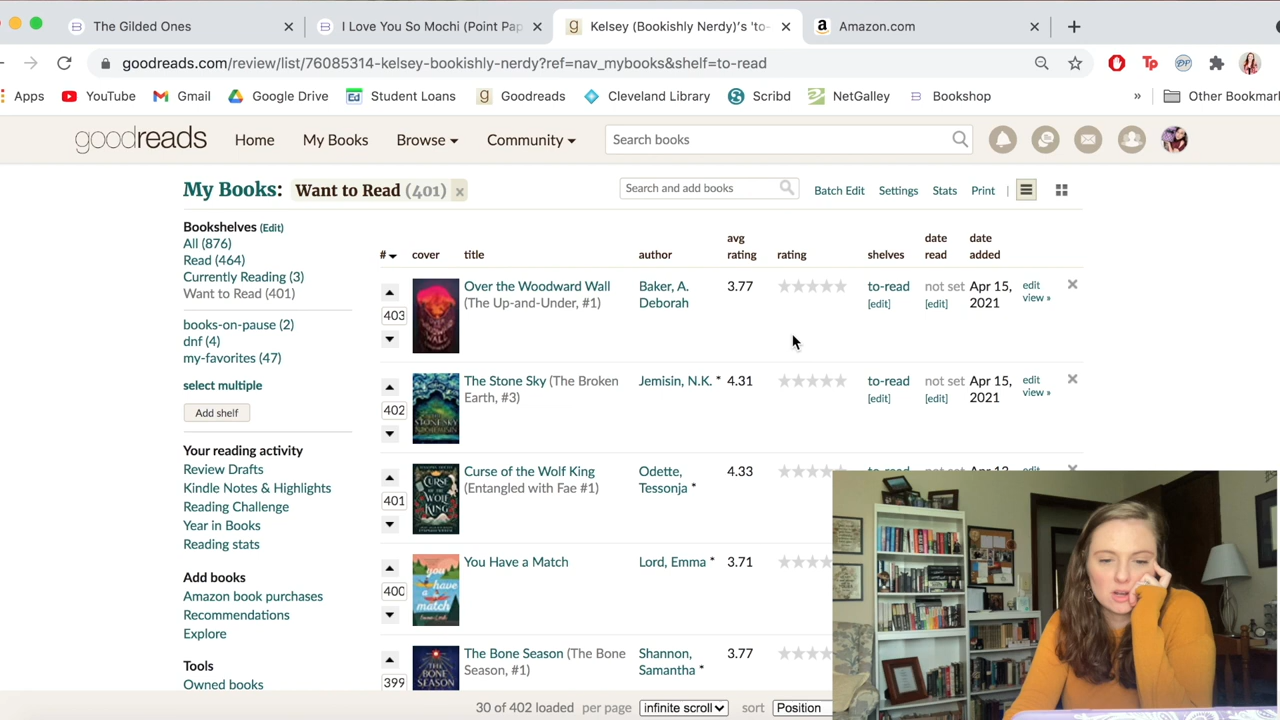 The Gilded Ones
I Love You So Mochi (Point Pap
Kelsey (Bookishly Nerdy)'s 'to-
Amazon.com
goodreads.com/review/list/76085314-kelsey-bookishly-nerdy?ref=nav_mybooks&shelf=to-read
Apps YouTube Gmail Google Drive Student Loans Goodreads Cleveland Library Scribd NetGalley Bookshop » Other Bookmar
goodreads Home My Books Browse Community Search books
My Books: Want to Read (401) x
Search and add books Batch Edit Settings Stats Print
Bookshelves (Edit)
All (876)
Read (464)
Currently Reading (3)
Want to Read (401)
books-on-pause (2)
dnf (4)
my-favorites (47)
select multiple
Add shelf
Your reading activity
Review Drafts
Kindle Notes & Highlights
Reading Challenge
Year in Books
Reading stats
Add books
Amazon book purchases
Recommendations
Explore
Tools
Owned books
# cover title author avg rating rating shelves date read date added
403 Over the Woodward Wall Baker, A. 3.77 to-read not set Apr 15, edit
(The Up-and-Under, #1) Deborah [edit] [edit] 2021 view »
402 The Stone Sky (The Broken Jemisin, N.K. * 4.31 to-read not set Apr 15, edit
Earth, #3) [edit] [edit] 2021 view »
401 Curse of the Wolf King Odette, 4.33
(Entangled with Fae #1) Tessonja *
CURSE OF THE WOLF KING
400 You Have a Match Lord, Emma * 3.71
you have a match
399 The Bone Season (The Bone Shannon, 3.77
Season, #1) Samantha *
THE BONE SEASON
30 of 402 loaded per page infinite scroll sort Position